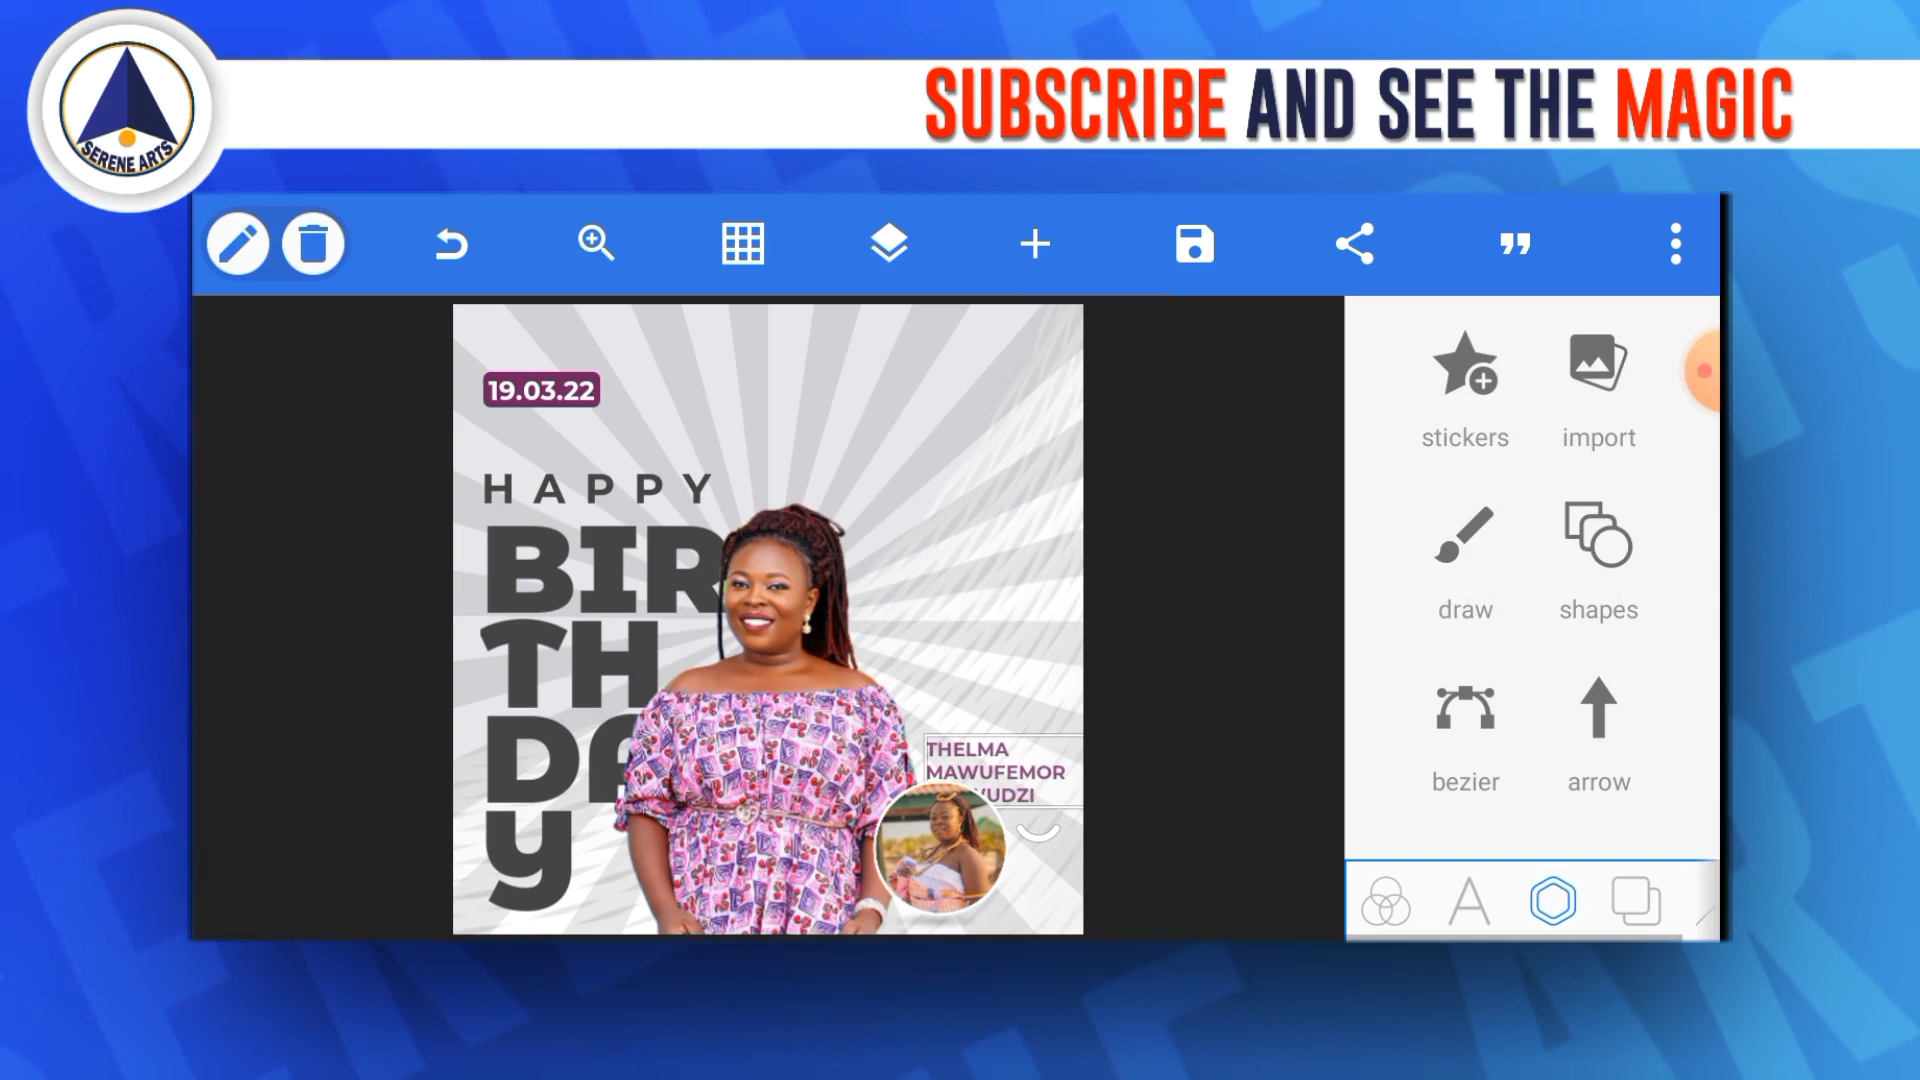 SUBSCRIBE AND SEE THE MAGIC
SERENE ARTS
19.03.22
HAPPY
BIR
TH
DA
y
THELMA
MAWUFEMOR
stickers
import
draw
shapes
bezier
arrow